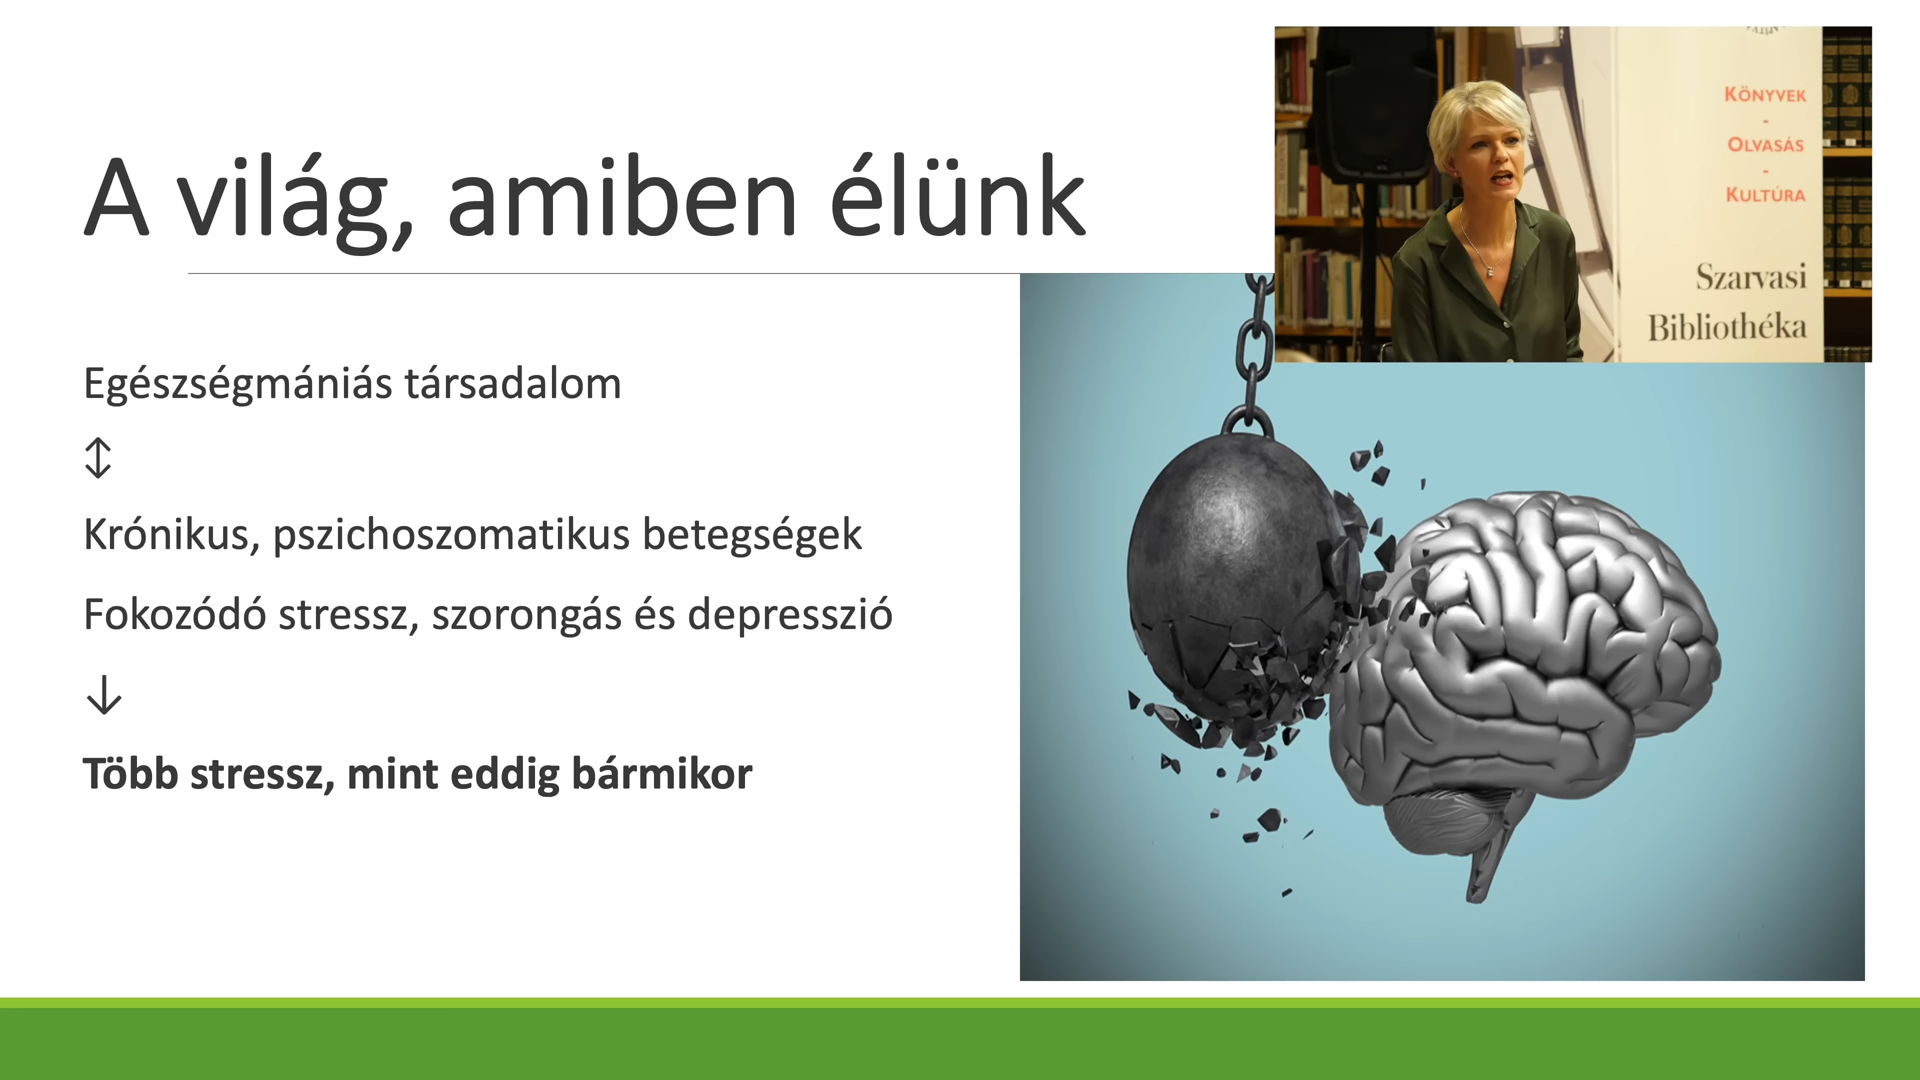 A világ, amiben élünk
Egészségmániás társadalom
↕
Krónikus, pszichoszomatikus betegségek
Fokozódó stressz, szorongás és depresszió
↓
Több stressz, mint eddig bármikor
KÖNYVEK
-
OLVASÁS
-
KULTÚRA
Szarvasi
Bibliothéka